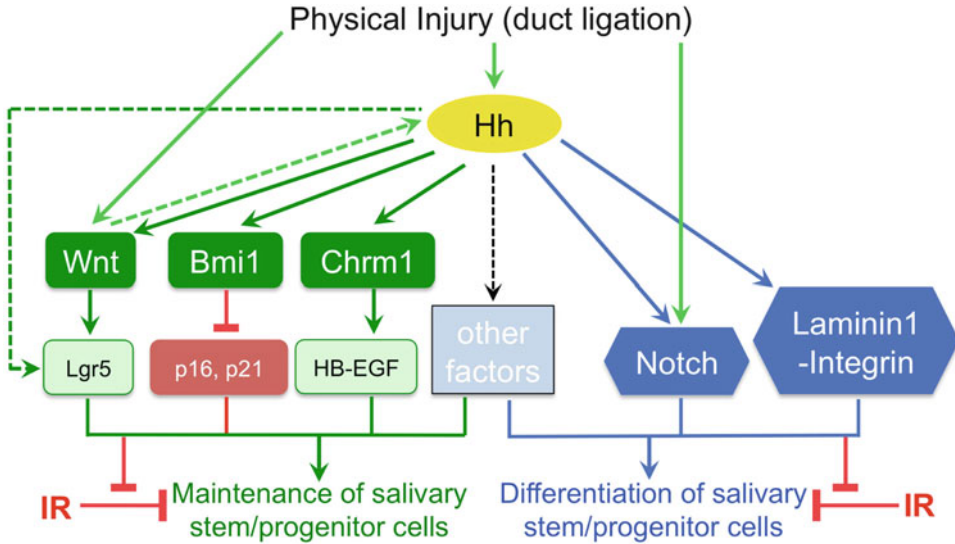 Physical Injury (duct ligation)
Hh
Wnt
Bmi1
Chrm1
other
factors
Notch
Laminin1
-Integrin
Lgr5
p16, p21
HB-EGF
IR
Maintenance of salivary
stem/progenitor cells
Differentiation of salivary
stem/progenitor cells
IR